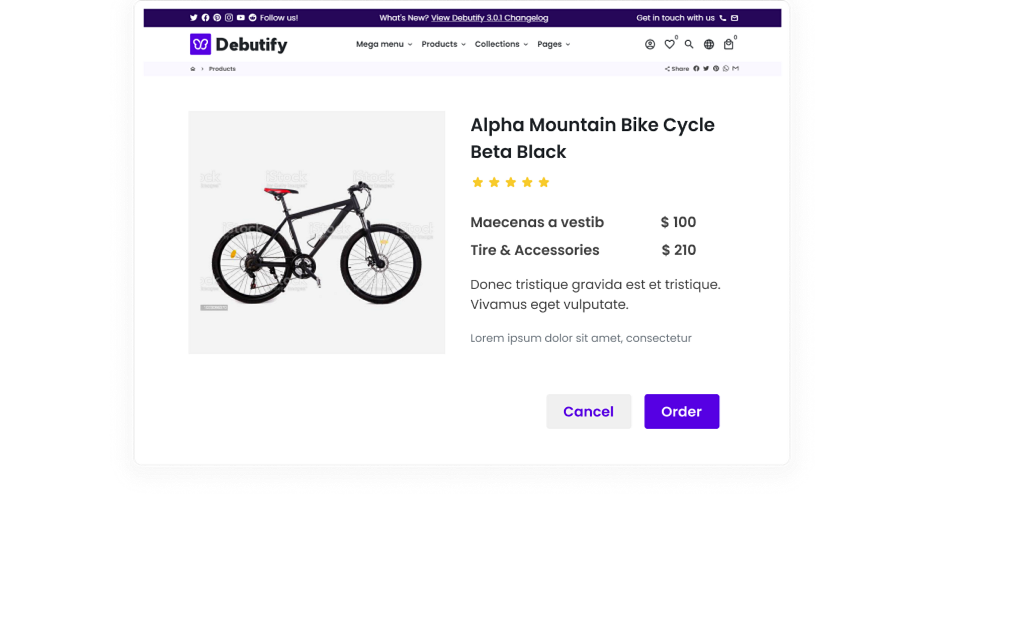 Follow us!
What's New? View Debutify 3.0.1 Changelog
Get in touch with us
Debutify
Mega menu
Products
Collections
Pages
0
0
Products
Share
Alpha Mountain Bike Cycle
Beta Black
Maecenas a vestib $ 100
Tire & Accessories $ 210
Donec tristique gravida est et tristique.
Vivamus eget vulputate.
Lorem ipsum dolor sit amet, consectetur
iStock
iStock
Cancel
Order